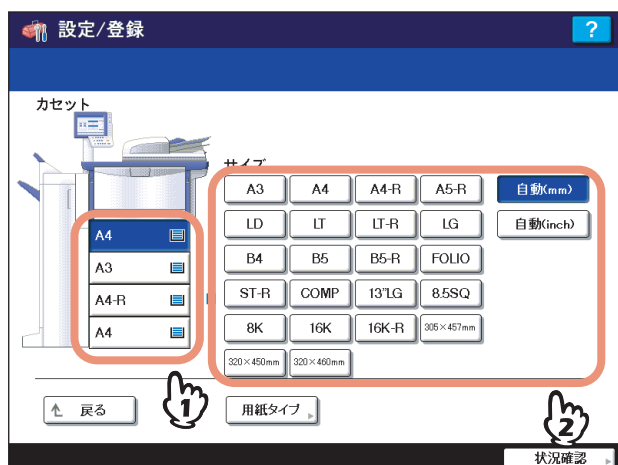 設定/登録
?
カセット
サイズ
A3 A4 A4-R A5-R 自動(mm)
LD LT LT-R LG 自動(inch)
A4
B4 B5 B5-R FOLIO
A3
ST-R COMP 13"LG 8.5SQ
A4-R
8K 16K 16K-R 305×457mm
A4
320×450mm 320×460mm
戻る
1
用紙タイプ
2
状況確認